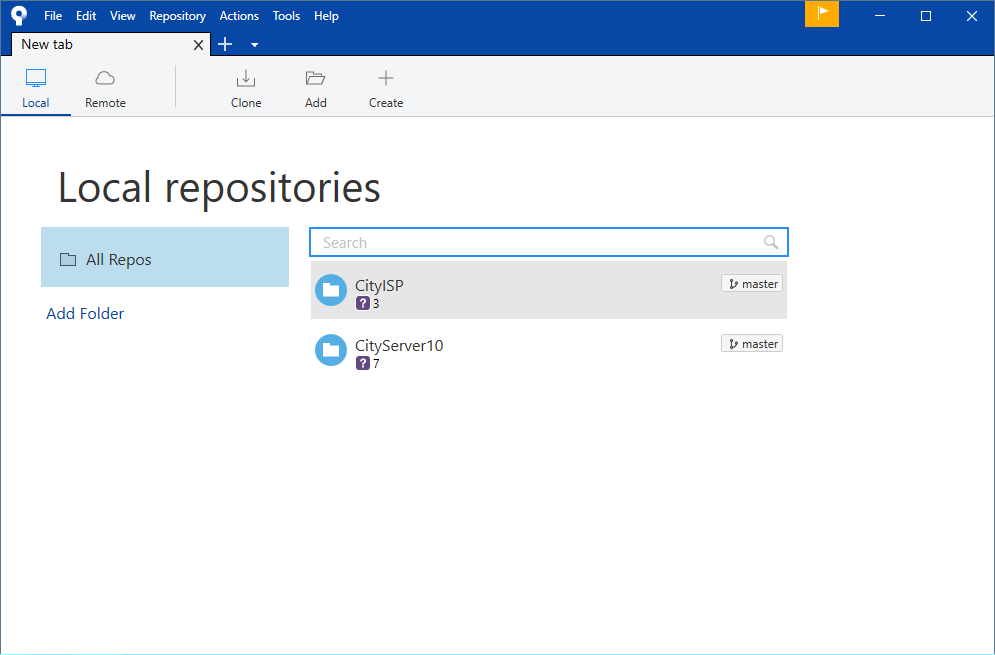 File Edit View Repository Actions Tools Help
New tab
Local Remote Clone Add Create
Local repositories
Search
All Repos
CityISP master
? 3
Add Folder
CityServer10 master
? 7